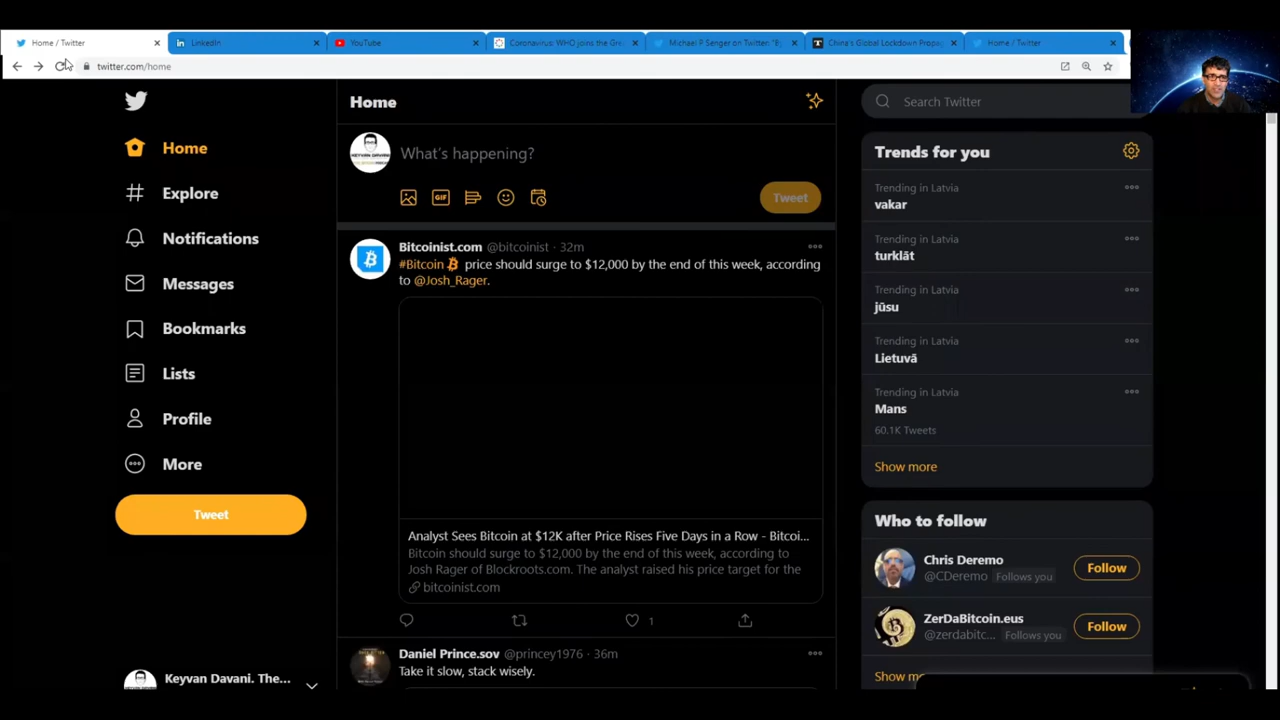 Home / Twitter
LinkedIn
YouTube
Coronavirus: WHO joins the Gre
Michael P Senger on Twitter: "E
China's Global Lockdown Propa
Home / Twitter
twitter.com/home
Home
Explore
Notifications
Messages
Bookmarks
Lists
Profile
More
Tweet
Keyvan Davani. The...
Home
KEYVAN DAVANI
What's happening?
GIF
Tweet
Bitcoinist.com @bitcoinist · 32m
#Bitcoin price should surge to $12,000 by the end of this week, according
to @Josh_Rager.
Analyst Sees Bitcoin at $12K after Price Rises Five Days in a Row - Bitcoi...
Bitcoin should surge to $12,000 by the end of this week, according to
Josh Rager of Blockroots.com. The analyst raised his price target for the
bitcoinist.com
1
Daniel Prince.sov @princey1976 · 36m
Take it slow, stack wisely.
Search Twitter
Trends for you
Trending in Latvia
vakar
Trending in Latvia
turklāt
Trending in Latvia
jūsu
Trending in Latvia
Lietuvā
Trending in Latvia
Mans
60.1K Tweets
Show more
Who to follow
Chris Deremo
@CDeremo Follows you
Follow
ZerDaBitcoin.eus
@zerdabitc... Follows you
Follow
Show